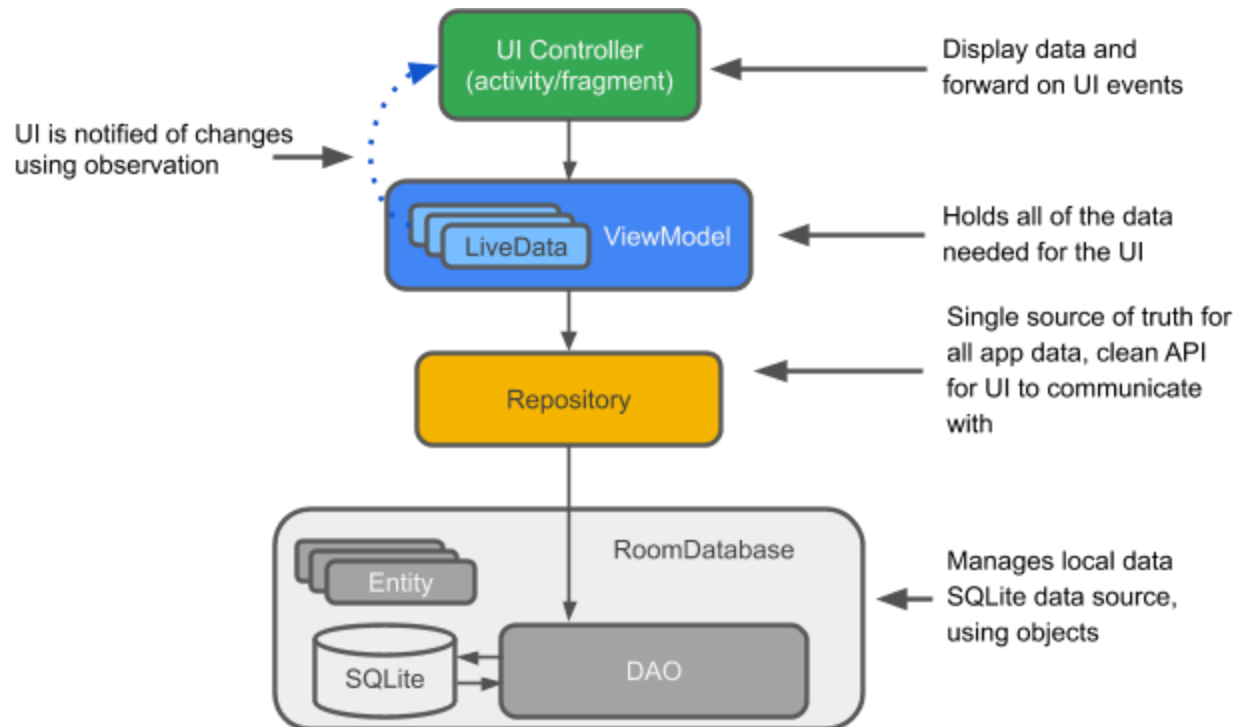 UI Controller
(activity/fragment)
Display data and
forward on UI events
UI is notified of changes
using observation
LiveData
ViewModel
Holds all of the data
needed for the UI
Repository
Single source of truth for
all app data, clean API
for UI to communicate
with
RoomDatabase
Entity
SQLite
DAO
Manages local data
SQLite data source,
using objects